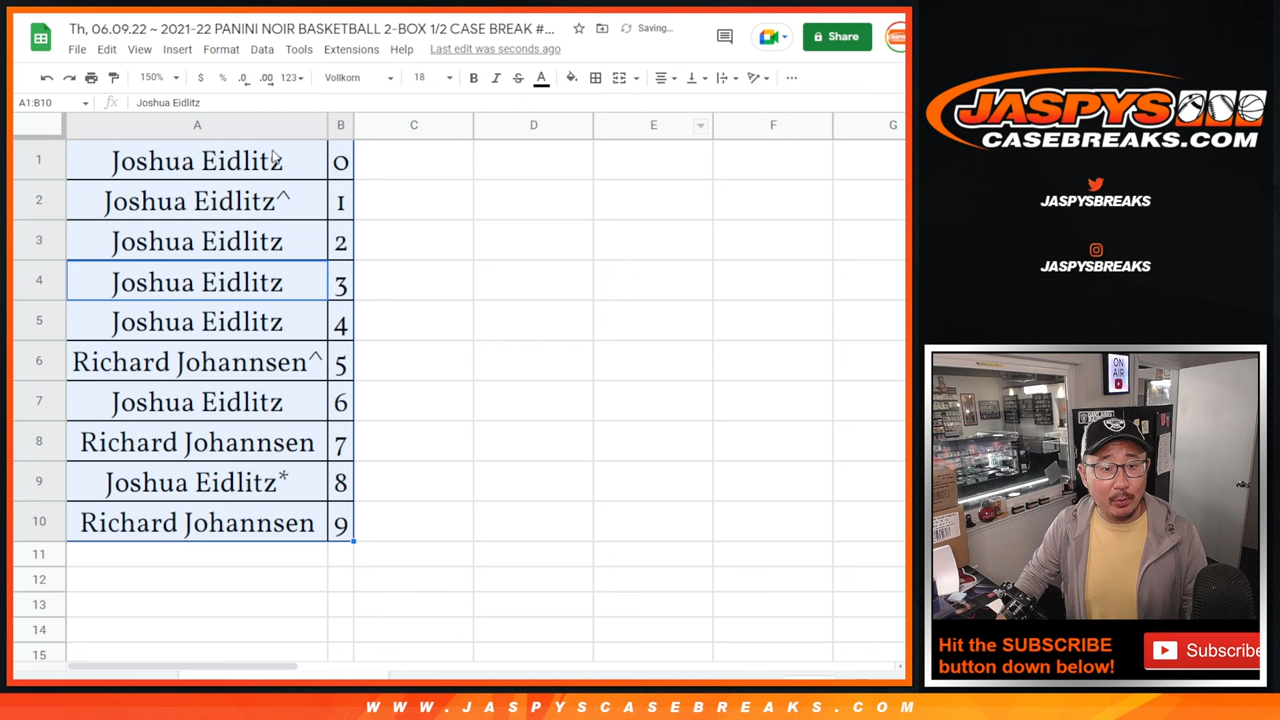 Th, 06.09.22 ~ 2021-22 PANINI NOIR BASKETBALL 2-BOX 1/2 CASE BREAK #...
Saving...
Share
File Edit View Insert Format Data Tools Extensions Help Last edit was seconds ago
150% $ % .0 .00 123 Vollkorn 18 B I S A
A1:B10 fx Joshua Eidlitz
A B C D E F G
1 Joshua Eidlitz 0
2 Joshua Eidlitz^ 1
3 Joshua Eidlitz 2
4 Joshua Eidlitz 3
5 Joshua Eidlitz 4
6 Richard Johannsen^ 5
7 Joshua Eidlitz 6
8 Richard Johannsen 7
9 Joshua Eidlitz* 8
10 Richard Johannsen 9
11
12
13
14
15
JASPYS
CASEBREAKS.COM
JASPYSBREAKS
JASPYSBREAKS
ON
AIR
Hit the SUBSCRIBE
button down below!
Subscribe
WWW.JASPYSCASEBREAKS.COM